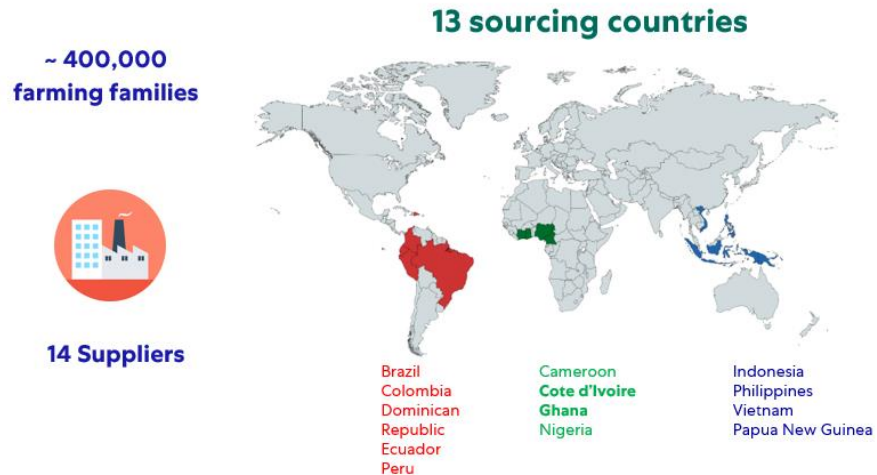 13 sourcing countries
~ 400,000
farming families
14 Suppliers
Brazil
Colombia
Dominican
Republic
Ecuador
Peru
Cameroon
Cote d'Ivoire
Ghana
Nigeria
Indonesia
Philippines
Vietnam
Papua New Guinea